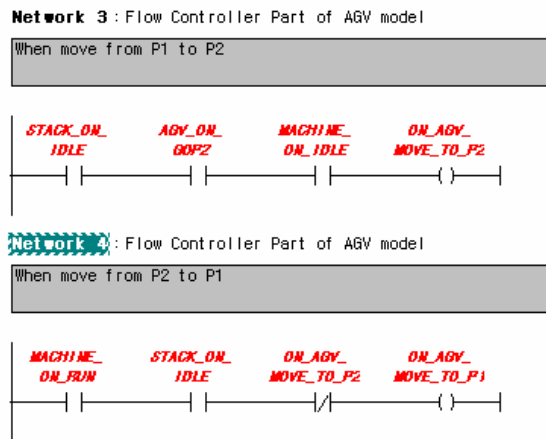 Network 3 : Flow Controller Part of AGV model
When move from P1 to P2
STACK_ON_ AGV_ON_ MACHINE_ ON_AGV_
IDLE GOP2 ON_IDLE MOVE_TO_P2
Network 4 : Flow Controller Part of AGV model
When move from P2 to P1
MACHINE_ STACK_ON_ ON_AGV_ ON_AGV_
ON_RUN IDLE MOVE_TO_P2 MOVE_TO_P1